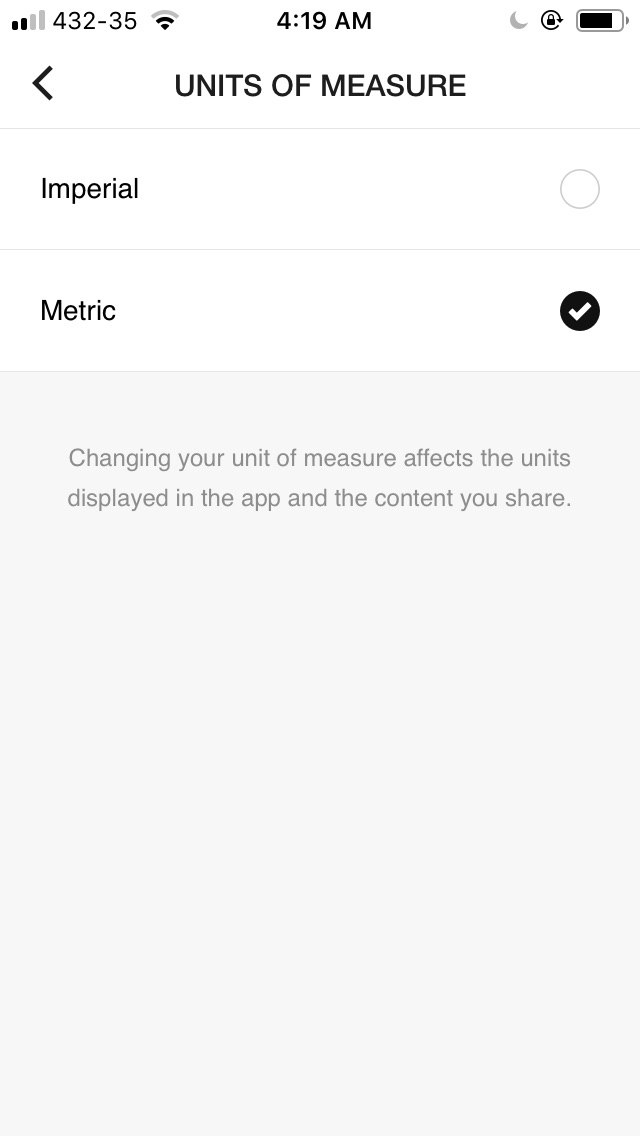 432-35 4:19 AM
UNITS OF MEASURE
Imperial
Metric
Changing your unit of measure affects the units
displayed in the app and the content you share.